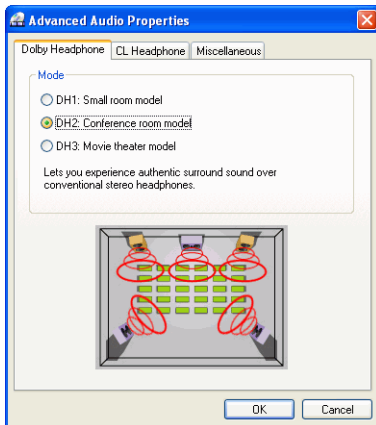 Advanced Audio Properties
Dolby Headphone CL Headphone Miscellaneous
Mode
DH1: Small room model
DH2: Conference room model
DH3: Movie theater model
Lets you experience authentic surround sound over
conventional stereo headphones.
OK Cancel